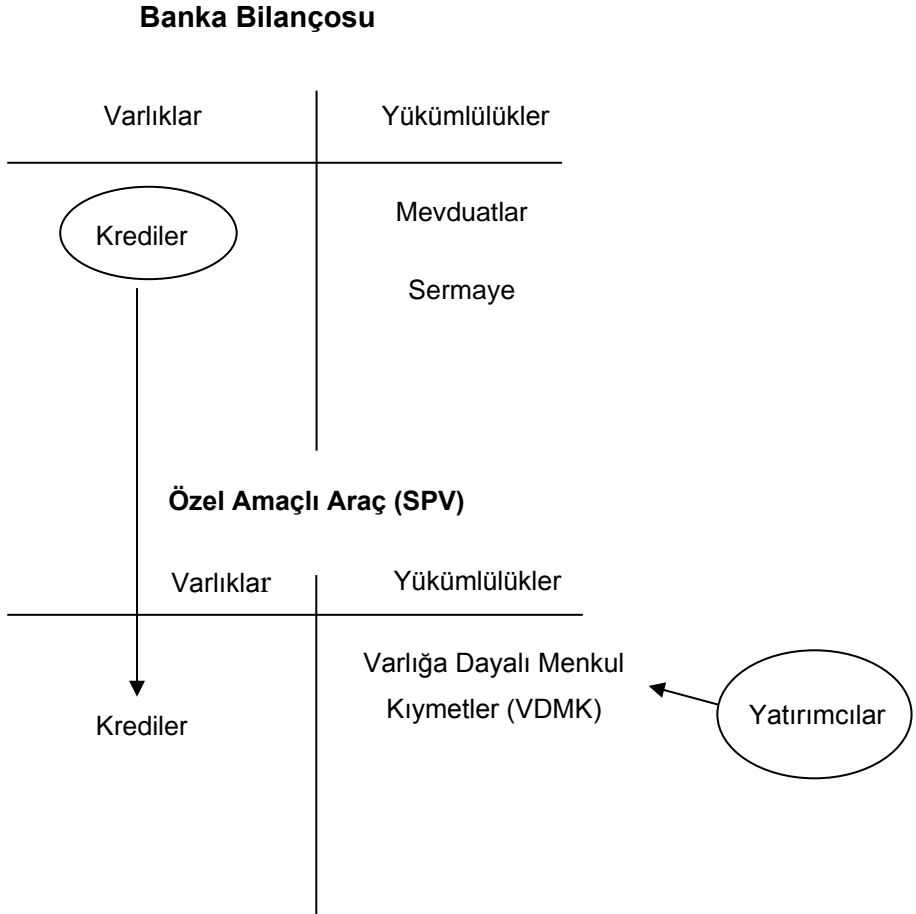 Banka Bilançosu
Varlıklar Yükümlülükler
Krediler
Mevduatlar
Sermaye
Özel Amaçlı Araç (SPV)
Varlıklar Yükümlülükler
Krediler
Varlığa Dayalı Menkul
Kıymetler (VDMK)
Yatırımcılar